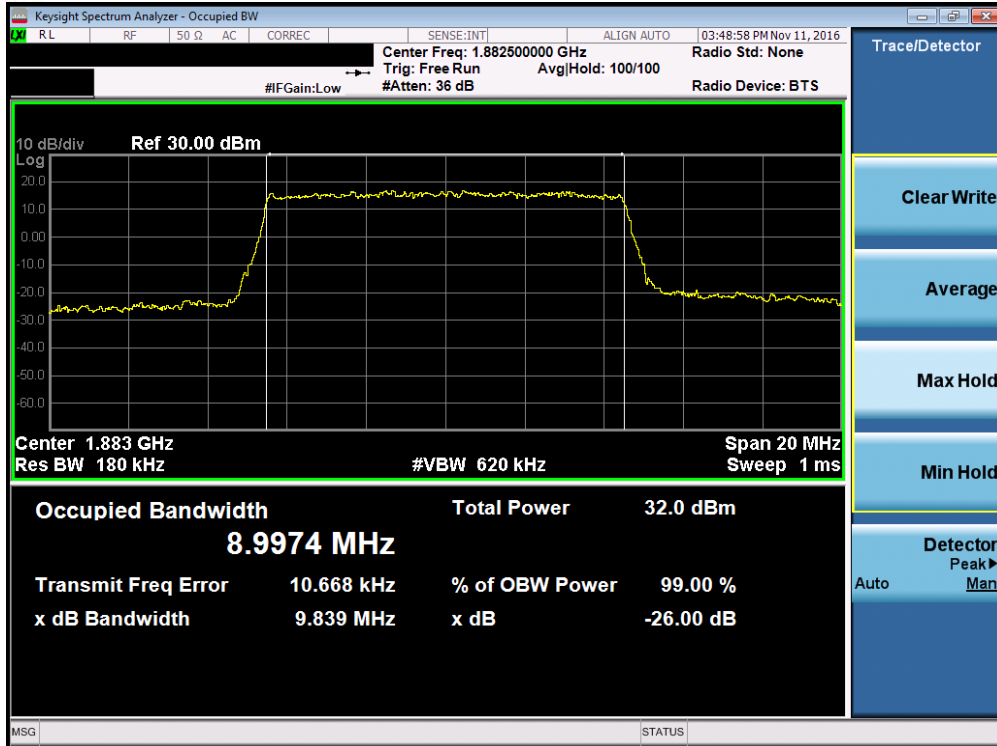 Keysight Spectrum Analyzer - Occupied BW
LXI RL RF 50 Ω AC CORREC SENSE:INT ALIGN AUTO 03:48:58 PM Nov 11, 2016
Center Freq: 1.882500000 GHz Radio Std: None
Trig: Free Run Avg|Hold: 100/100
#IFGain:Low #Atten: 36 dB Radio Device: BTS
10 dB/div Ref 30.00 dBm
Log
20.0
10.0
0.00
-10.0
-20.0
-30.0
-40.0
-50.0
-60.0
Center 1.883 GHz Span 20 MHz
Res BW 180 kHz #VBW 620 kHz Sweep 1 ms
Occupied Bandwidth Total Power 32.0 dBm
8.9974 MHz
Transmit Freq Error 10.668 kHz % of OBW Power 99.00 %
x dB Bandwidth 9.839 MHz x dB -26.00 dB
MSG STATUS
Trace/Detector
Clear Write
Average
Max Hold
Min Hold
Detector
Peak▶
Auto Man